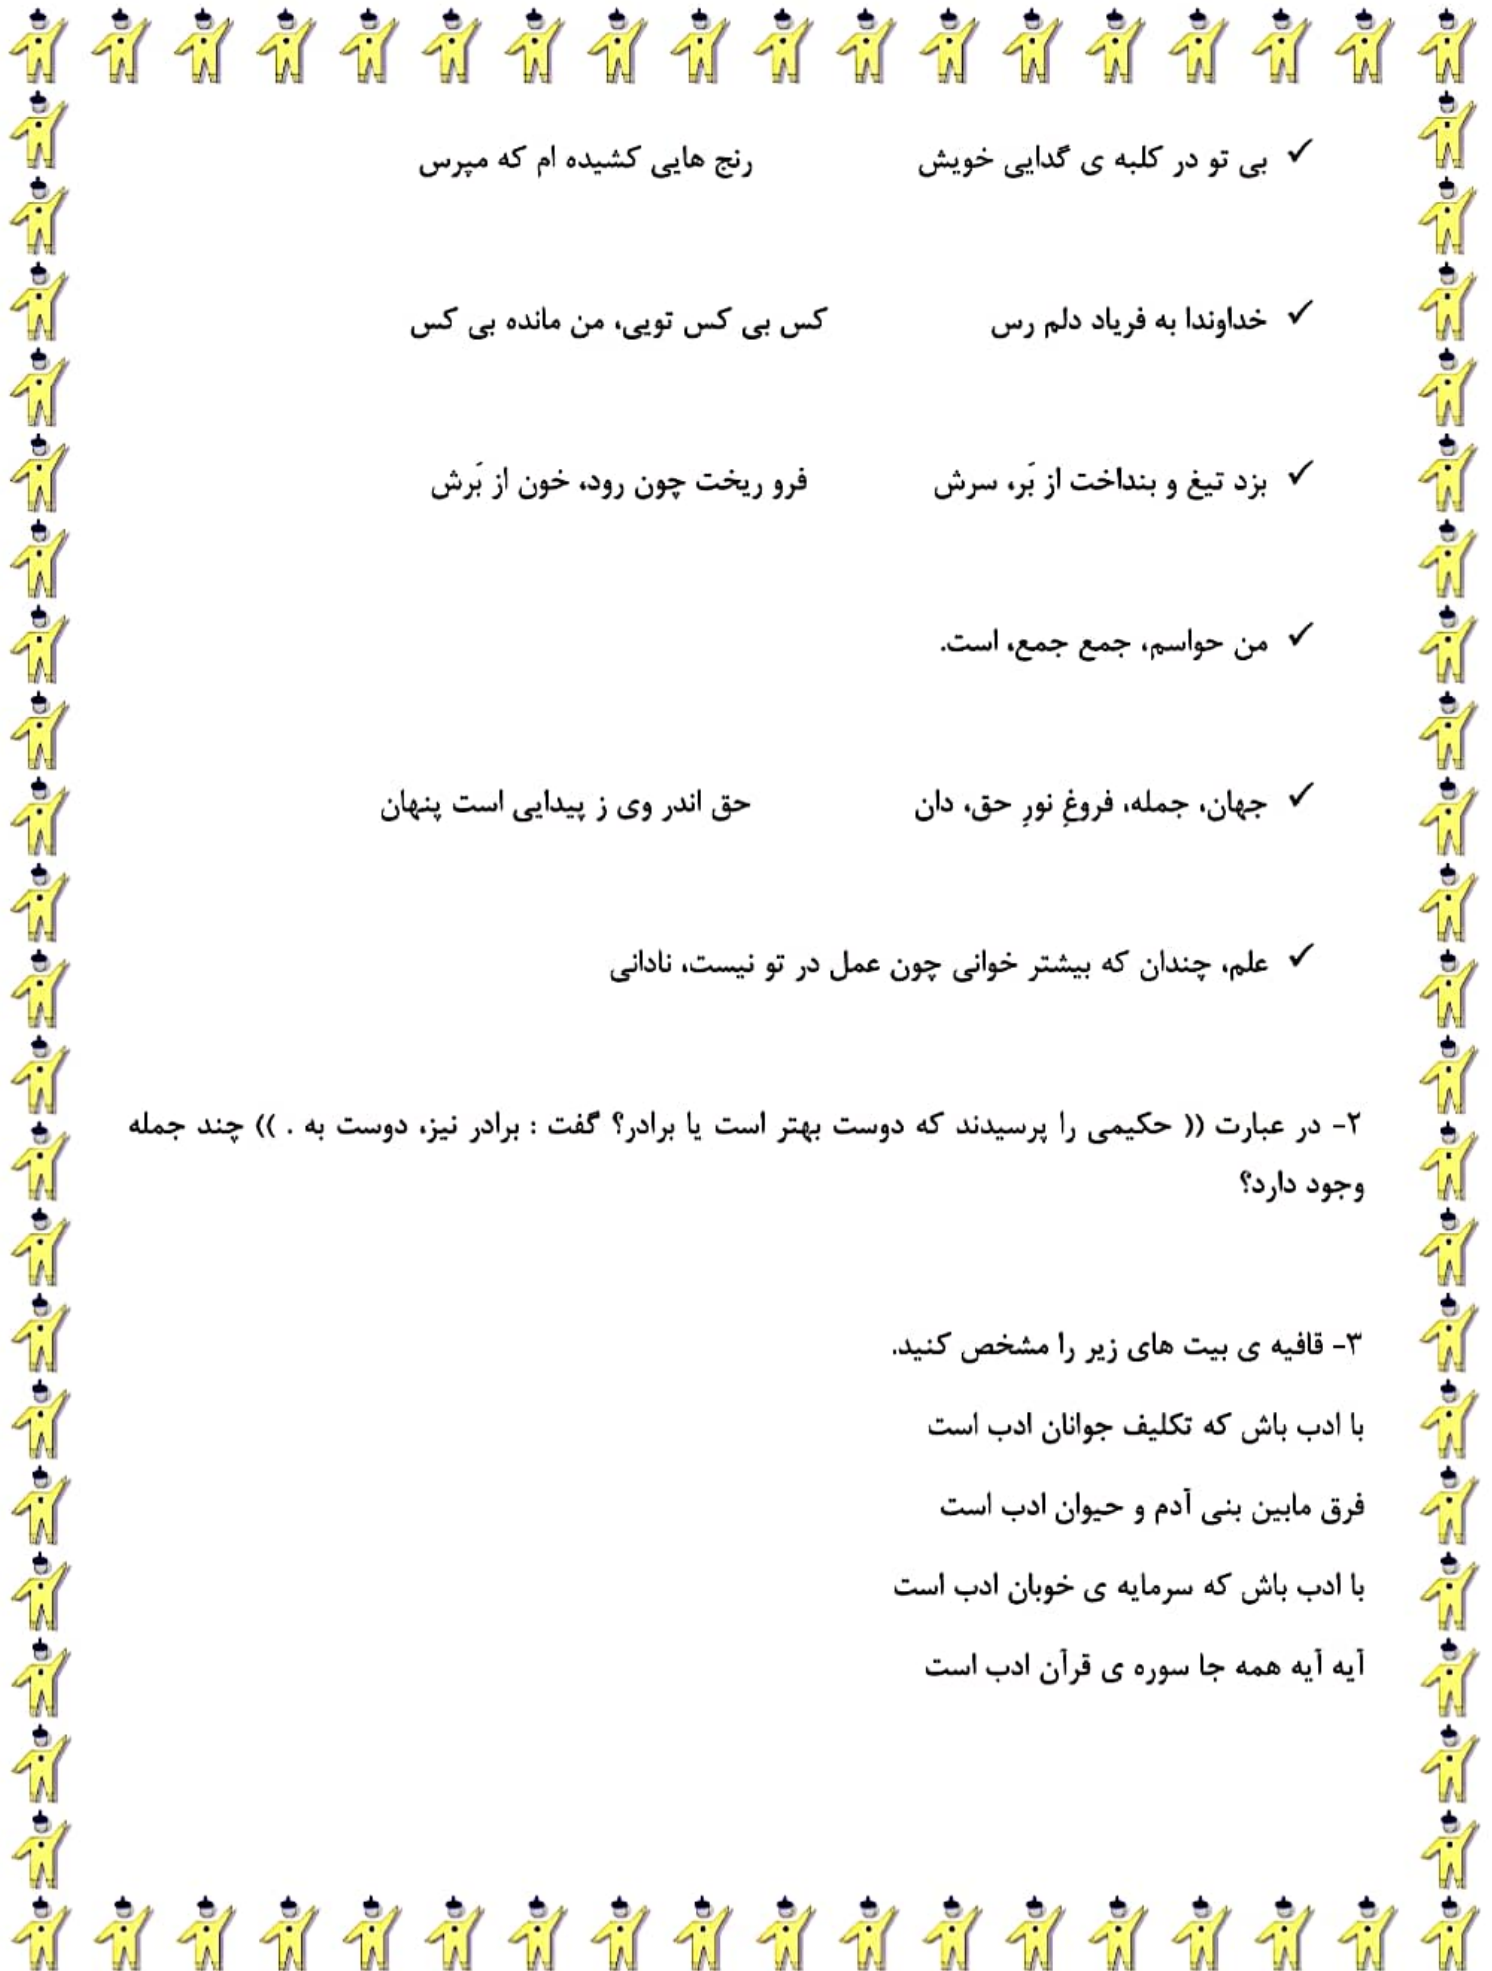 ✓ بی تو در کلبه ی گدایی خویش رنج هایی کشیده ام که مپرس
✓ خداوندا به فریاد دلم رس کس بی کس تویی، من مانده بی کس
✓ بزد تیغ و بنداخت از بَر، سرش فرو ریخت چون رود، خون از بَرش
✓ من حواسم، جمع جمع، است.
✓ جهان، جمله، فروغِ نورِ حق، دان حق اندر وی ز پیدایی است پنهان
✓ علم، چندان که بیشتر خوانی چون عمل در تو نیست، نادانی
۲- در عبارت (( حکیمی را پرسیدند که دوست بهتر است یا برادر؟ گفت : برادر نیز، دوست به . )) چند جمله
وجود دارد؟
۳- قافیه ی بیت های زیر را مشخص کنید.
با ادب باش که تکلیف جوانان ادب است
فرق مابین بنی آدم و حیوان ادب است
با ادب باش که سرمایه ی خوبان ادب است
آیه آیه همه جا سوره ی قرآن ادب است